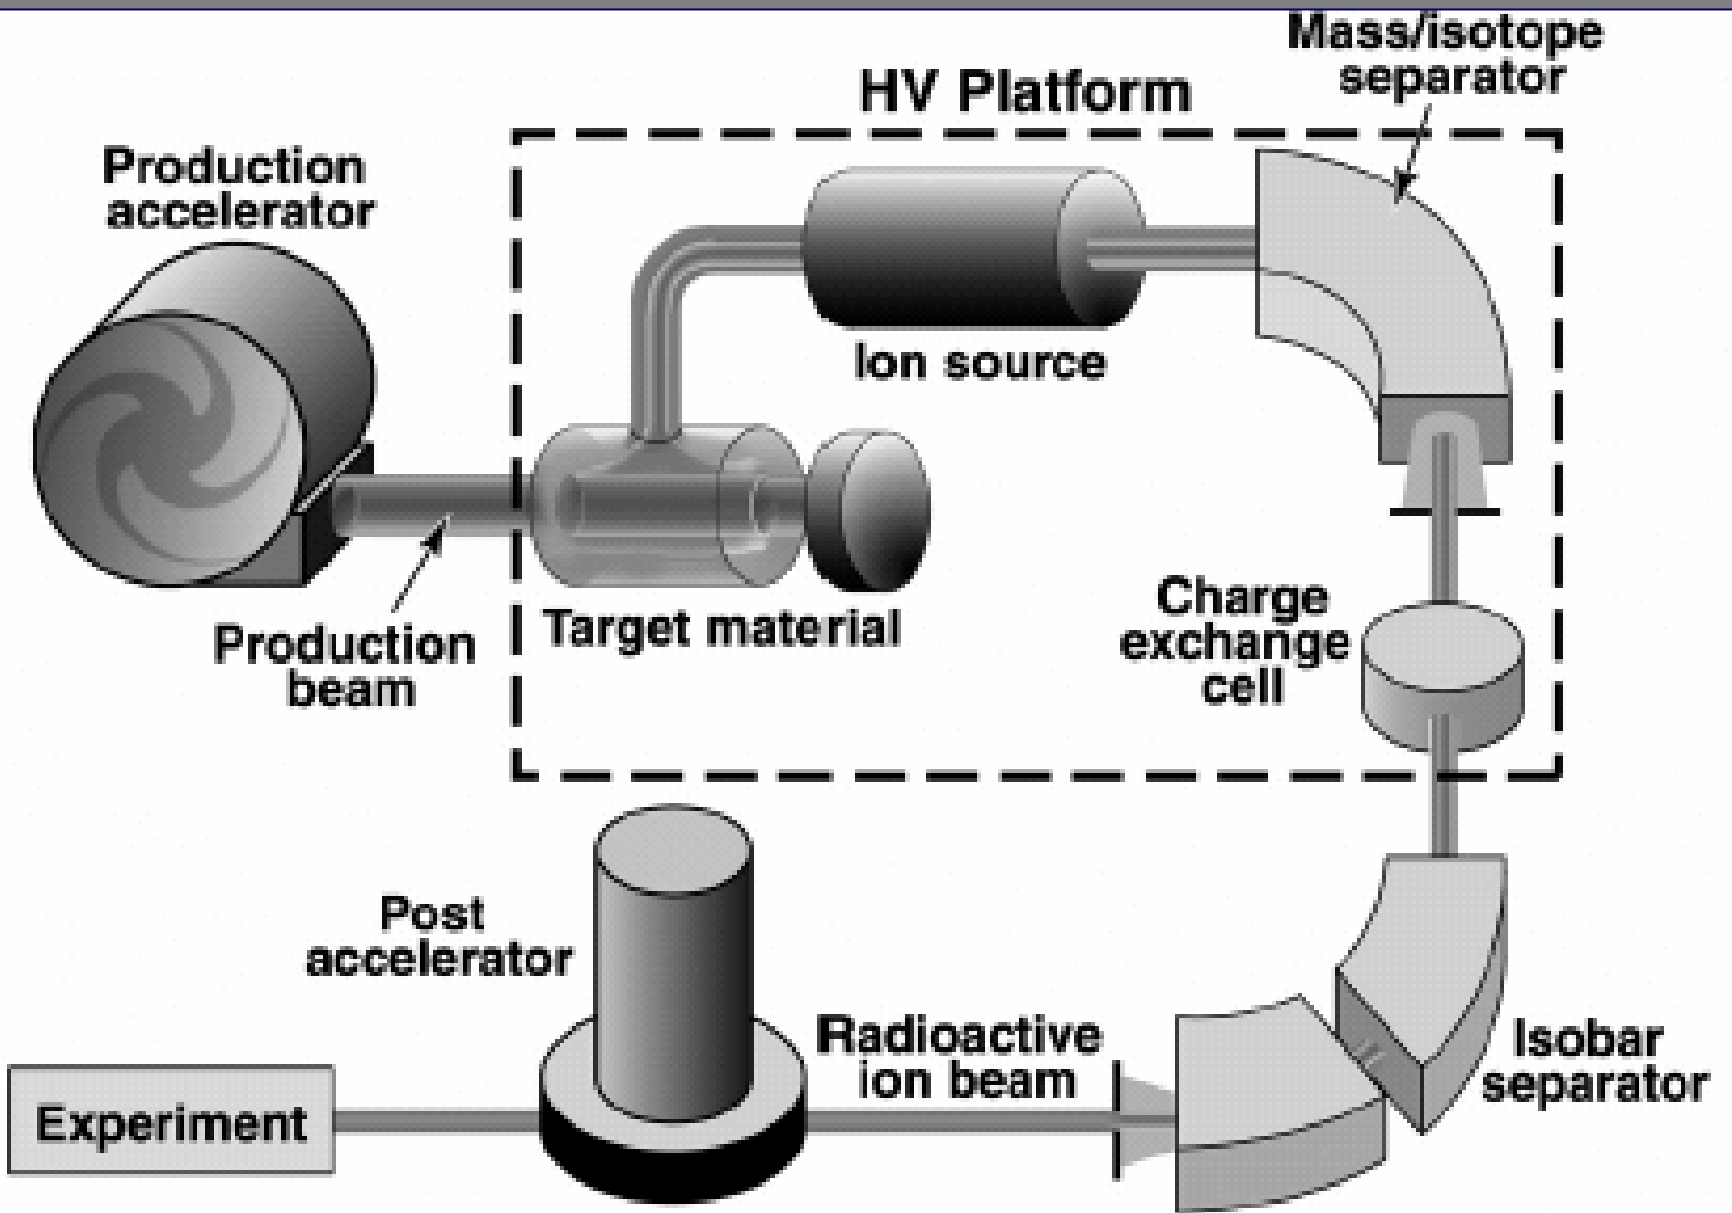 Mass/isotope
separator
HV Platform
Production
accelerator
Ion source
Production
beam
Target material
Charge
exchange
cell
Post
accelerator
Radioactive
ion beam
Isobar
separator
Experiment